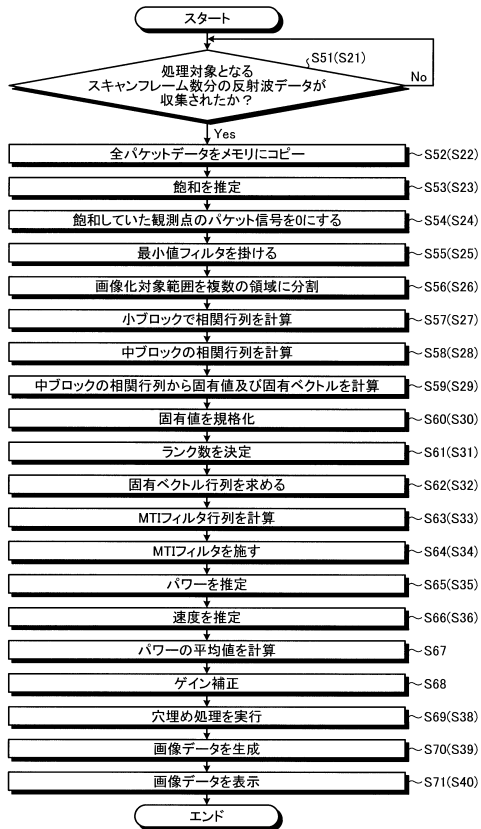 スタート
S51(S21)
処理対象となる
スキャンフレーム数分の反射波データが
収集されたか？
No
Yes
全パケットデータをメモリにコピー
S52(S22)
飽和を推定
S53(S23)
飽和していた観測点のパケット信号を0にする
S54(S24)
最小値フィルタを掛ける
S55(S25)
画像化対象範囲を複数の領域に分割
S56(S26)
小ブロックで相関行列を計算
S57(S27)
中ブロックの相関行列を計算
S58(S28)
中ブロックの相関行列から固有値及び固有ベクトルを計算
S59(S29)
固有値を規格化
S60(S30)
ランク数を決定
S61(S31)
固有ベクトル行列を求める
S62(S32)
MTIフィルタ行列を計算
S63(S33)
MTIフィルタを施す
S64(S34)
パワーを推定
S65(S35)
速度を推定
S66(S36)
パワーの平均値を計算
S67
ゲイン補正
S68
穴埋め処理を実行
S69(S38)
画像データを生成
S70(S39)
画像データを表示
S71(S40)
エンド